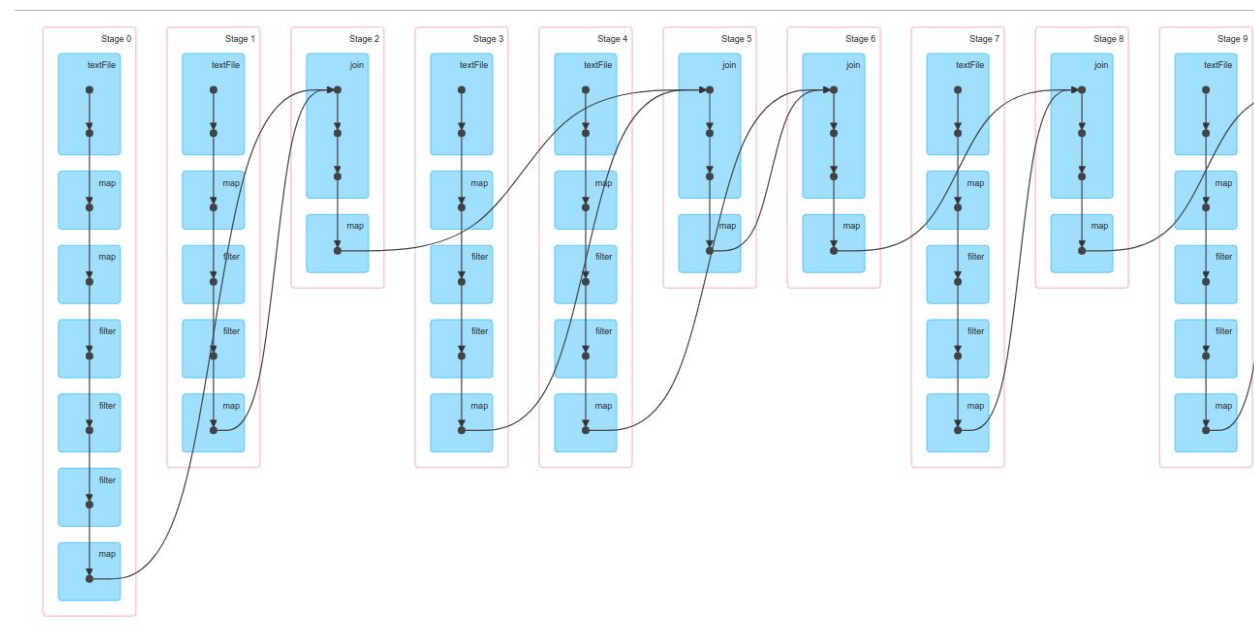 Stage 0
textFile
map
map
filter
filter
filter
map
Stage 1
textFile
map
filter
filter
map
Stage 2
join
map
Stage 3
textFile
map
filter
filter
map
Stage 4
textFile
map
filter
filter
map
Stage 5
join
map
Stage 6
join
map
Stage 7
textFile
map
filter
filter
map
Stage 8
join
map
Stage 9
textFile
map
filter
filter
map